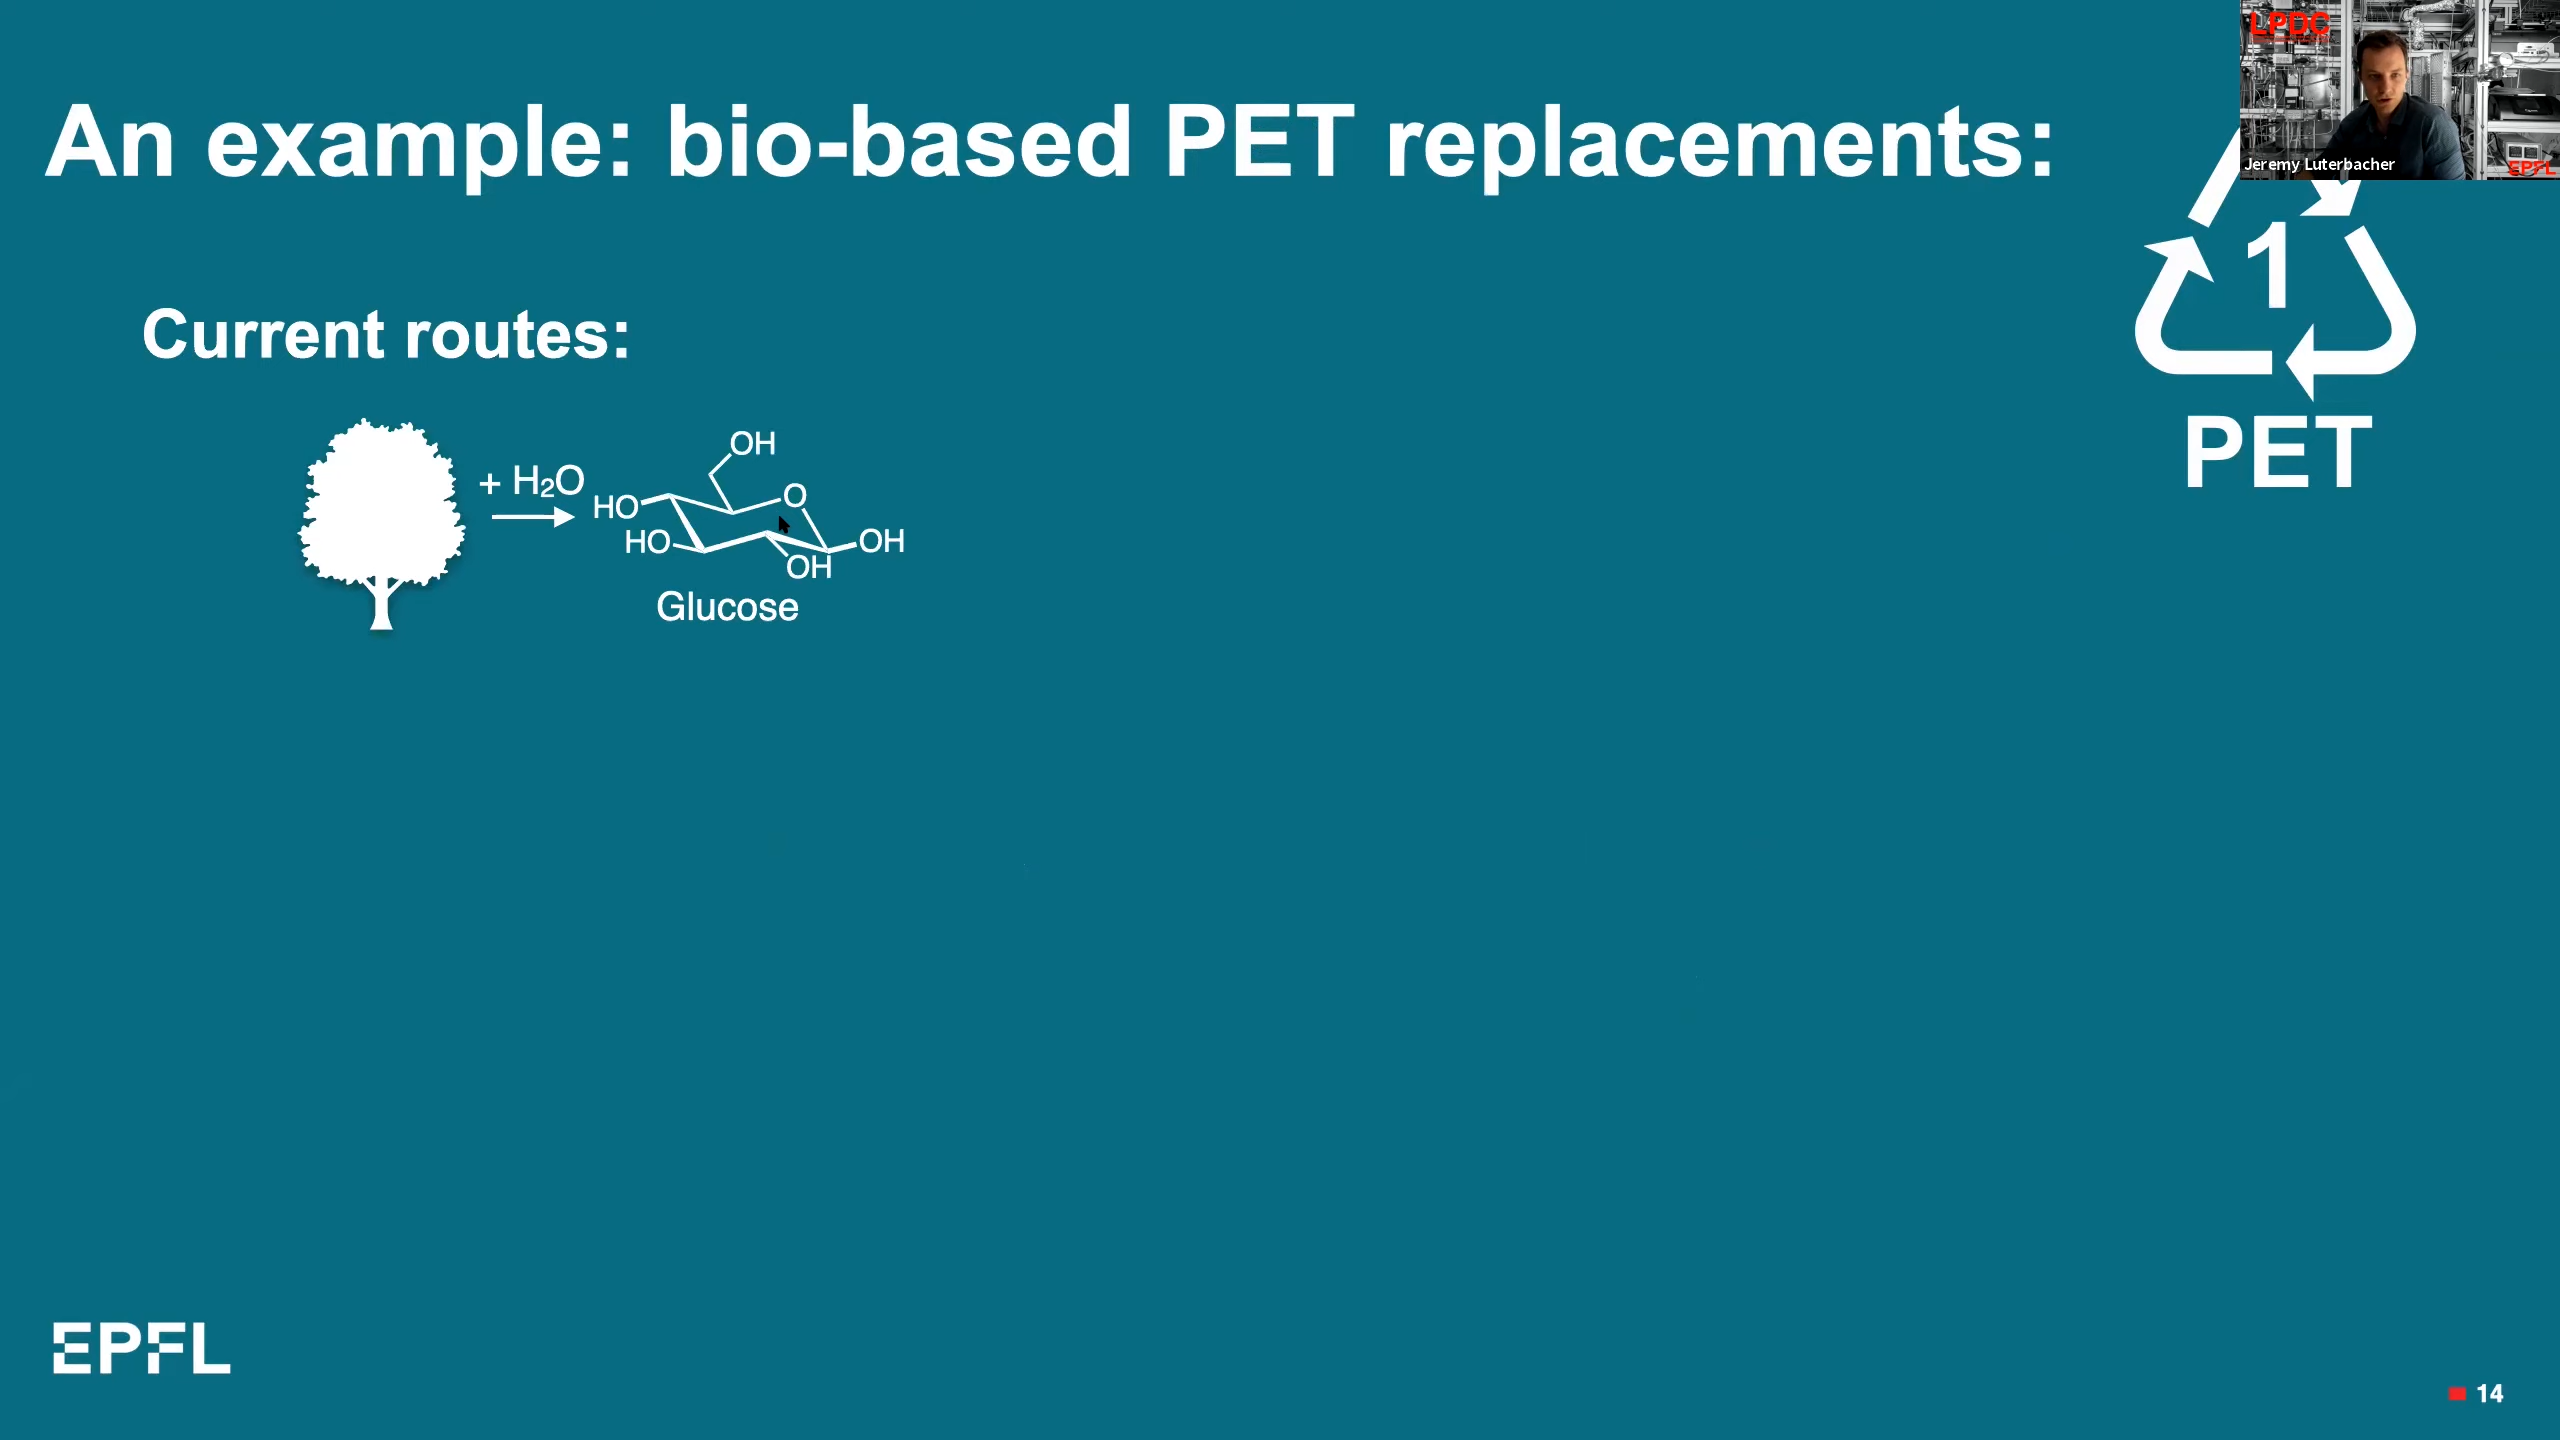 LPDC
An example: bio-based PET replacements:
Jeremy Luterbacher
EPFL
1
PET
Current routes:
+ H₂O
OH
HO
O
HO
OH
OH
Glucose
EPFL
14